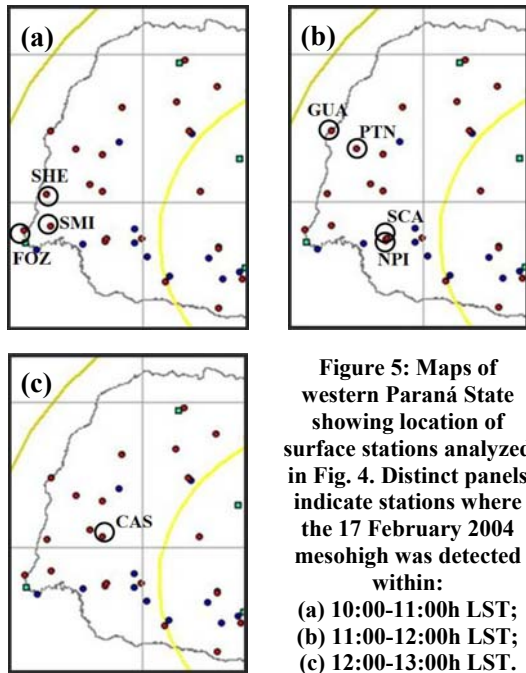 (a)
SHE
SMI
FOZ
(b)
GUA
PTN
SCA
NPI
(c)
CAS
Figure 5: Maps of
western Paraná State
showing location of
surface stations analyzed
in Fig. 4. Distinct panels
indicate stations where
the 17 February 2004
mesohigh was detected
within:
(a) 10:00-11:00h LST;
(b) 11:00-12:00h LST;
(c) 12:00-13:00h LST.